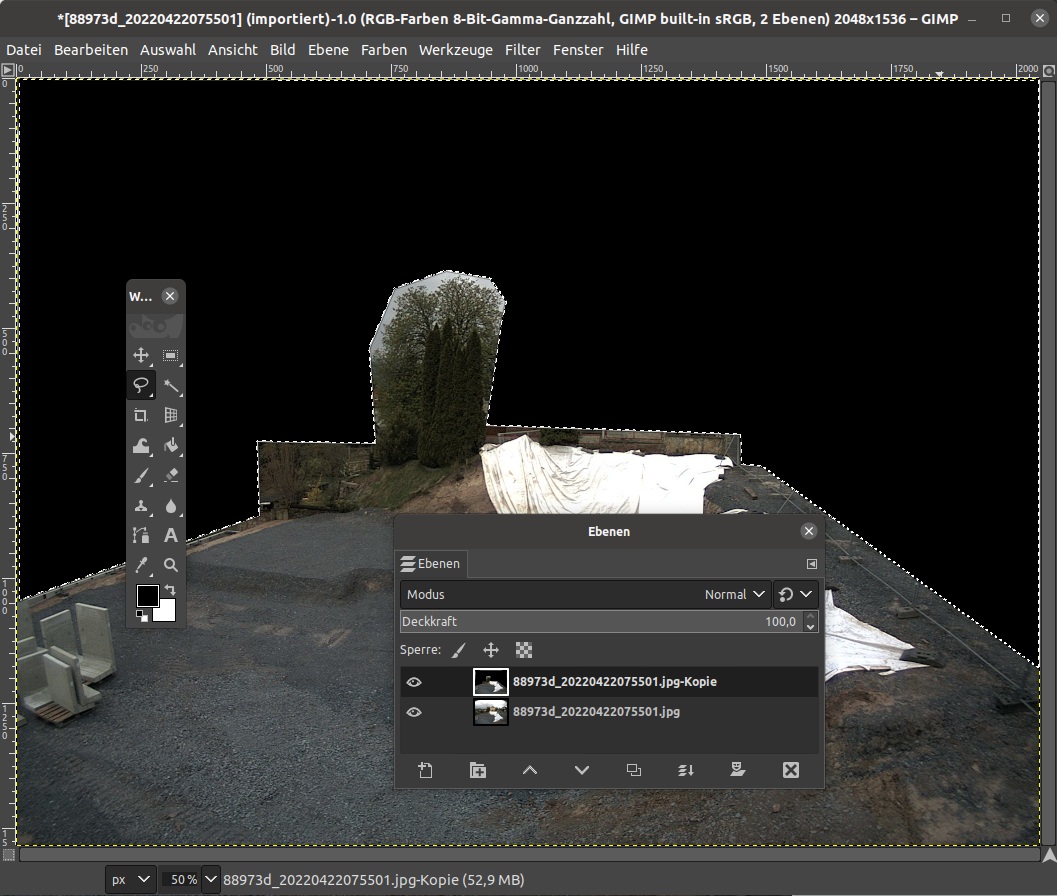 *[88973d_20220422075501] (importiert)-1.0 (RGB-Farben 8-Bit-Gamma-Ganzzahl, GIMP built-in sRGB, 2 Ebenen) 2048x1536 – GIMP
Datei Bearbeiten Auswahl Ansicht Bild Ebene Farben Werkzeuge Filter Fenster Hilfe
0 250 500 750 1000 1250 1500 1750 2000
0
250
500
750
1000
1250
15
W...
A
Ebenen
Ebenen
Modus Normal
Deckkraft 100,0
Sperre:
88973d_20220422075501.jpg-Kopie
88973d_20220422075501.jpg
px 50 % 88973d_20220422075501.jpg-Kopie (52,9 MB)